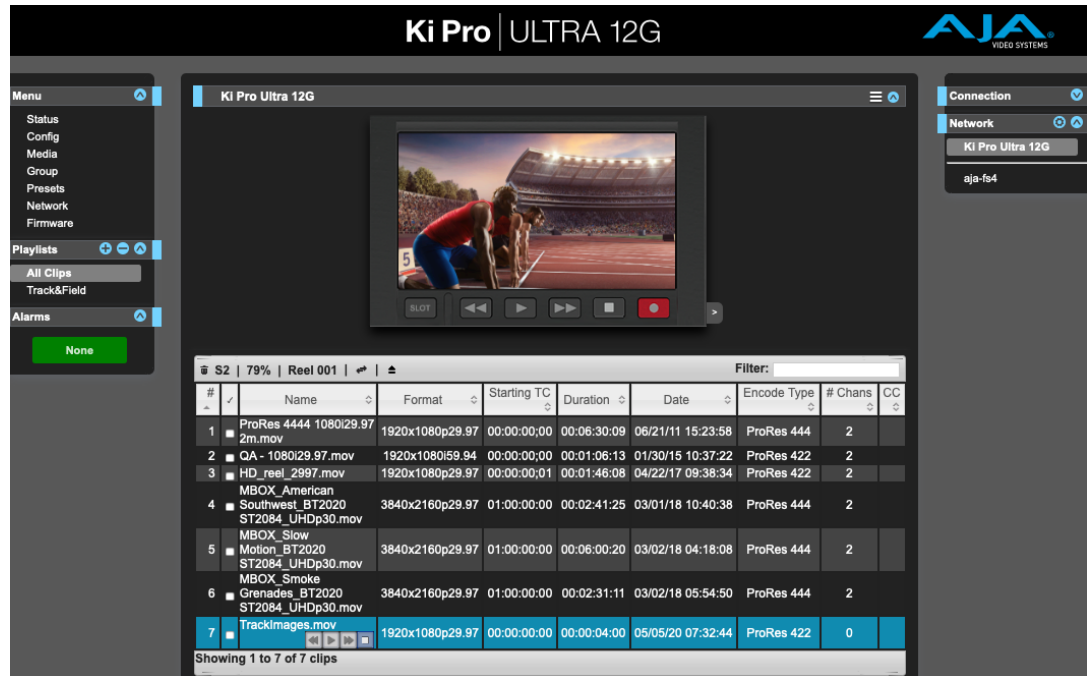 Ki Pro ULTRA 12G
AJA
VIDEO SYSTEMS
Menu
Status
Config
Media
Group
Presets
Network
Firmware
Playlists
All Clips
Track&Field
Alarms
None
Ki Pro Ultra 12G
5
SLOT
>
Connection
Network
Ki Pro Ultra 12G
aja-fs4
S2 | 79% | Reel 001 | | Filter:
# ✓ Name Format Starting TC Duration Date Encode Type # Chans CC
1 ProRes 4444 1080i29.97 1920x1080p29.97 00:00:00;00 00:06:30:09 06/21/11 15:23:58 ProRes 444 2
2m.mov
2 QA - 1080i29.97.mov 1920x1080i59.94 00:00:00;00 00:01:06:13 01/30/15 10:37:22 ProRes 422 2
3 HD_reel_2997.mov 1920x1080p29.97 00:00:00;01 00:01:46:08 04/22/17 09:38:34 ProRes 422 2
MBOX_American
4 Southwest_BT2020 3840x2160p29.97 01:00:00:00 00:02:41:25 03/01/18 10:40:38 ProRes 444 2
ST2084_UHDp30.mov
MBOX_Slow
5 Motion_BT2020 3840x2160p29.97 01:00:00:00 00:06:00:20 03/02/18 04:18:08 ProRes 444 2
ST2084_UHDp30.mov
MBOX_Smoke
6 Grenades_BT2020 3840x2160p29.97 01:00:00:00 00:02:31:11 03/02/18 05:54:50 ProRes 444 2
ST2084_UHDp30.mov
7 TrackImages.mov 1920x1080p29.97 00:00:00:00 00:00:04:00 05/05/20 07:32:44 ProRes 422 0
Showing 1 to 7 of 7 clips